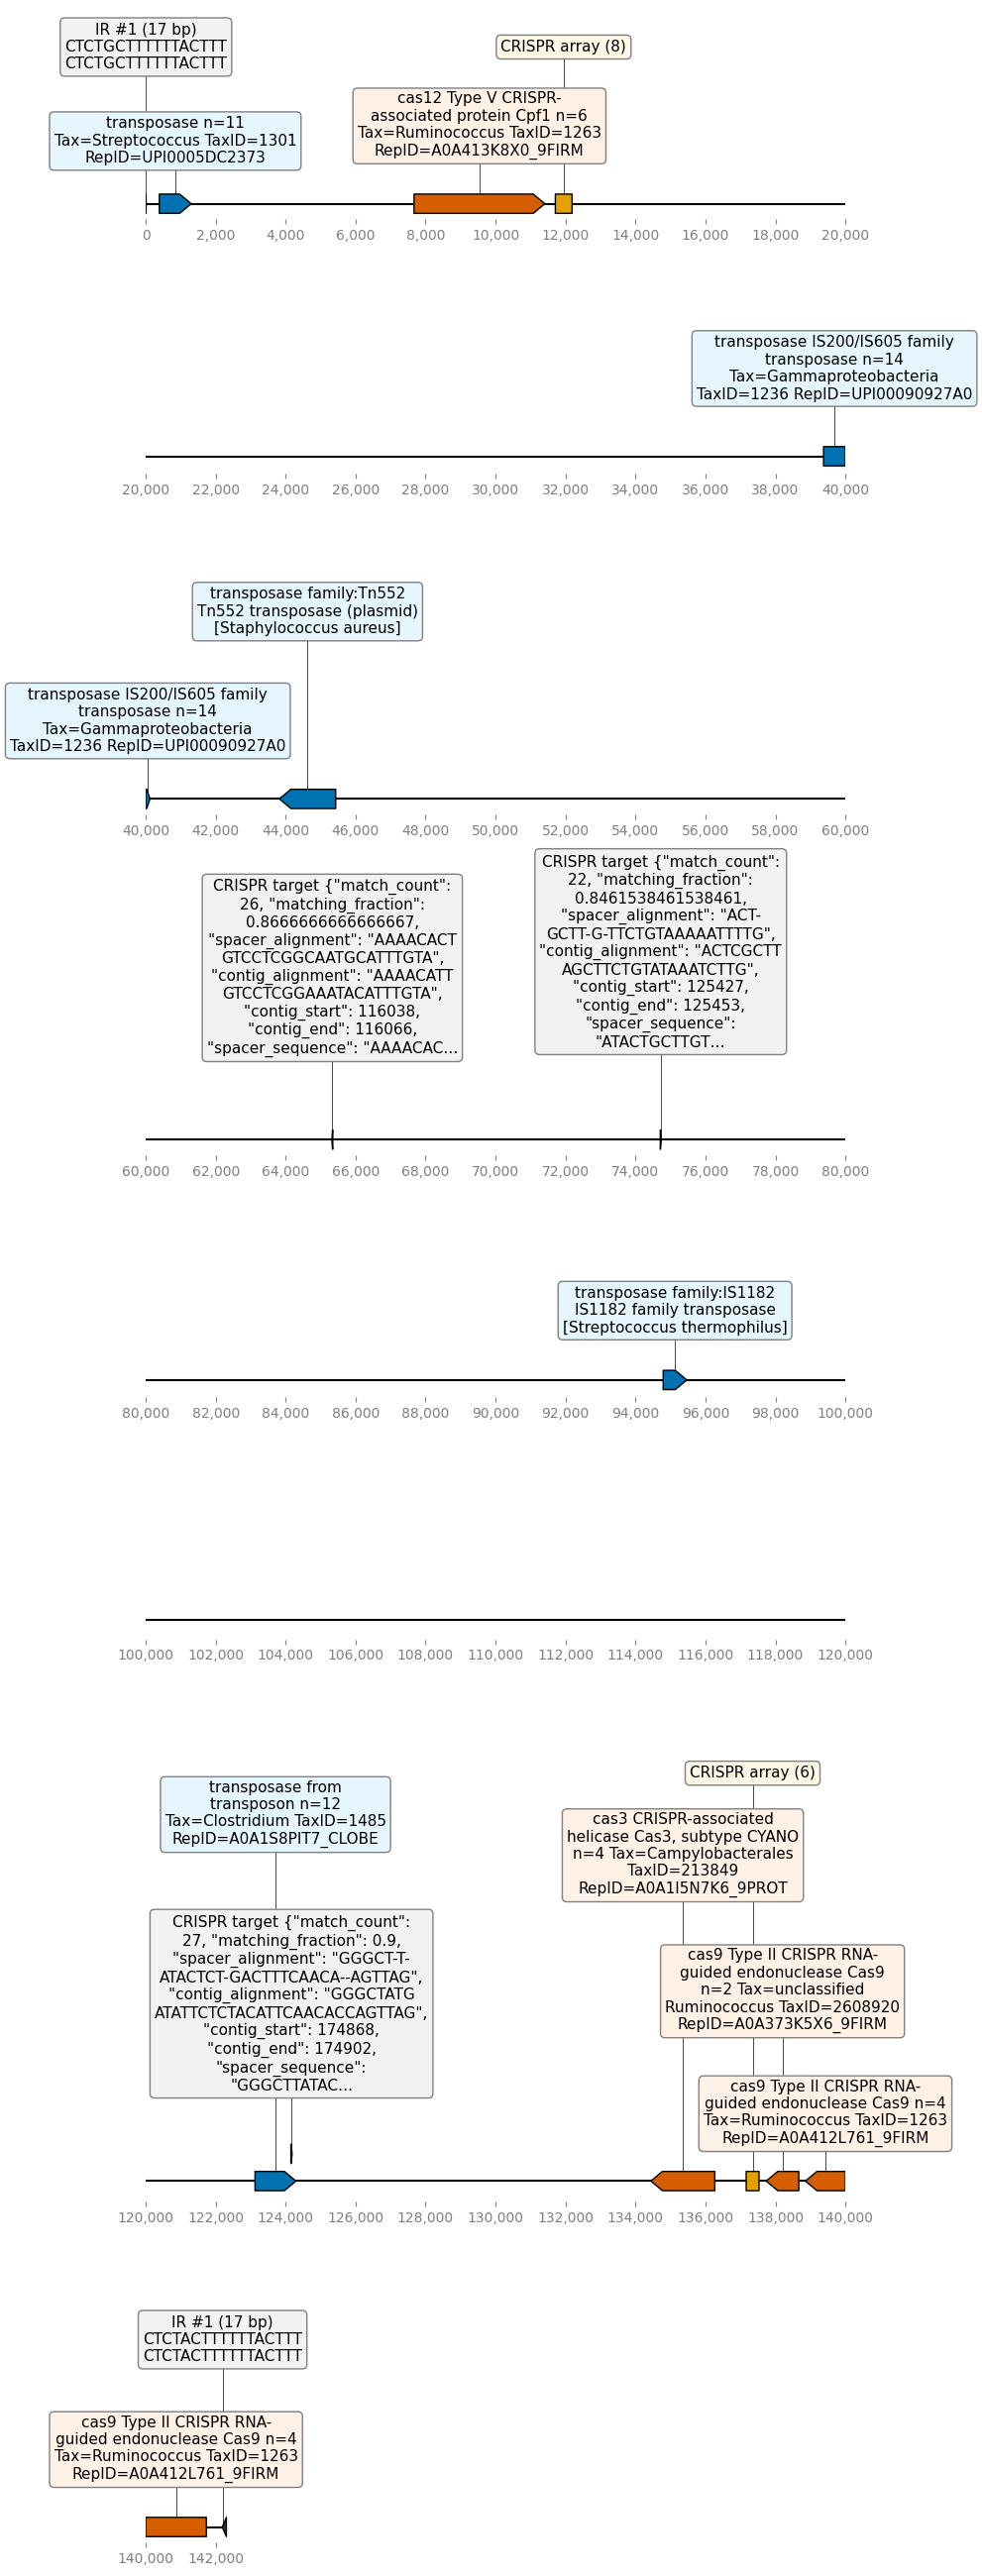 IR #1 (17 bp)
CTCTGCTTTTTTACTTT
CTCTGCTTTTTTACTTT
CRISPR array (8)
cas12 Type V CRISPR-
associated protein Cpf1 n=6
Tax=Ruminococcus TaxID=1263
RepID=A0A413K8X0_9FIRM
transposase n=11
Tax=Streptococcus TaxID=1301
RepID=UPI0005DC2373
0 2,000 4,000 6,000 8,000 10,000 12,000 14,000 16,000 18,000 20,000
transposase IS200/IS605 family
transposase n=14
Tax=Gammaproteobacteria
TaxID=1236 RepID=UPI00090927A0
20,000 22,000 24,000 26,000 28,000 30,000 32,000 34,000 36,000 38,000 40,000
transposase family:Tn552
Tn552 transposase (plasmid)
[Staphylococcus aureus]
transposase IS200/IS605 family
transposase n=14
Tax=Gammaproteobacteria
TaxID=1236 RepID=UPI00090927A0
40,000 42,000 44,000 46,000 48,000 50,000 52,000 54,000 56,000 58,000 60,000
CRISPR target {"match_count":
26, "matching_fraction":
0.8666666666666667,
"spacer_alignment": "AAAACACT
GTCCTCGGCAATGCATTTGTA",
"contig_alignment": "AAAACATT
GTCCTCGGAAATACATTTGTA",
"contig_start": 116038,
"contig_end": 116066,
"spacer_sequence": "AAAACAC...
CRISPR target {"match_count":
22, "matching_fraction":
0.8461538461538461,
"spacer_alignment": "ACT-
GCTT-G-TTCTGTAAAAATTTTG",
"contig_alignment": "ACTCGCTT
AGCTTCTGTATAAATCTTG",
"contig_start": 125427,
"contig_end": 125453,
"spacer_sequence":
"ATACTGCTTGT...
60,000 62,000 64,000 66,000 68,000 70,000 72,000 74,000 76,000 78,000 80,000
transposase family:IS1182
IS1182 family transposase
[Streptococcus thermophilus]
80,000 82,000 84,000 86,000 88,000 90,000 92,000 94,000 96,000 98,000 100,000
100,000 102,000 104,000 106,000 108,000 110,000 112,000 114,000 116,000 118,000 120,000
transposase from
transposon n=12
Tax=Clostridium TaxID=1485
RepID=A0A1S8PIT7_CLOBE
CRISPR target {"match_count":
27, "matching_fraction": 0.9,
"spacer_alignment": "GGGCT-T-
ATACTCT-GACTTTCAACA--AGTTAG",
"contig_alignment": "GGGCTATG
ATATTCTCTACATTCAACACCAGTTAG",
"contig_start": 174868,
"contig_end": 174902,
"spacer_sequence":
"GGGCTTATAC...
CRISPR array (6)
cas3 CRISPR-associated
helicase Cas3, subtype CYANO
n=4 Tax=Campylobacterales
TaxID=213849
RepID=A0A1I5N7K6_9PROT
cas9 Type II CRISPR RNA-
guided endonuclease Cas9
n=2 Tax=unclassified
Ruminococcus TaxID=2608920
RepID=A0A373K5X6_9FIRM
cas9 Type II CRISPR RNA-
guided endonuclease Cas9 n=4
Tax=Ruminococcus TaxID=1263
RepID=A0A412L761_9FIRM
120,000 122,000 124,000 126,000 128,000 130,000 132,000 134,000 136,000 138,000 140,000
IR #1 (17 bp)
CTCTACTTTTTTACTTT
CTCTACTTTTTTACTTT
cas9 Type II CRISPR RNA-
guided endonuclease Cas9 n=4
Tax=Ruminococcus TaxID=1263
RepID=A0A412L761_9FIRM
140,000 142,000